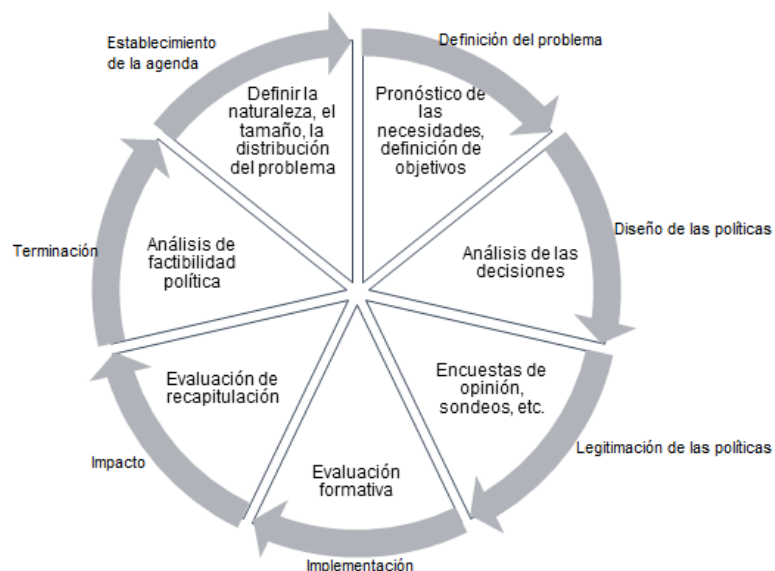 Establecimiento
de la agenda
Definición del problema
Definir la
naturaleza, el
tamaño, la
distribución del
problema
Pronóstico de
las
necesidades,
definición de
objetivos
Diseño de las políticas
Análisis de las
decisiones
Encuestas de
opinión,
sondeos, etc.
Legitimación de las políticas
Evaluación
formativa
Implementación
Evaluación de
recapitulación
Impacto
Análisis de
factibilidad
política
Terminación